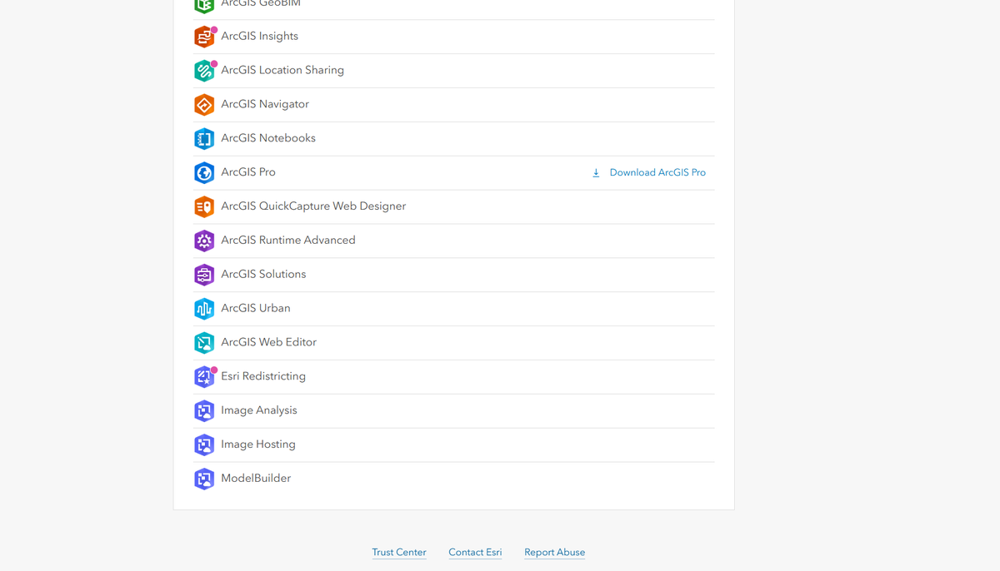 ArcGIS GeoBIM
ArcGIS Insights
ArcGIS Location Sharing
ArcGIS Navigator
ArcGIS Notebooks
ArcGIS Pro Download ArcGIS Pro
ArcGIS QuickCapture Web Designer
ArcGIS Runtime Advanced
ArcGIS Solutions
ArcGIS Urban
ArcGIS Web Editor
Esri Redistricting
Image Analysis
Image Hosting
ModelBuilder
Trust Center Contact Esri Report Abuse